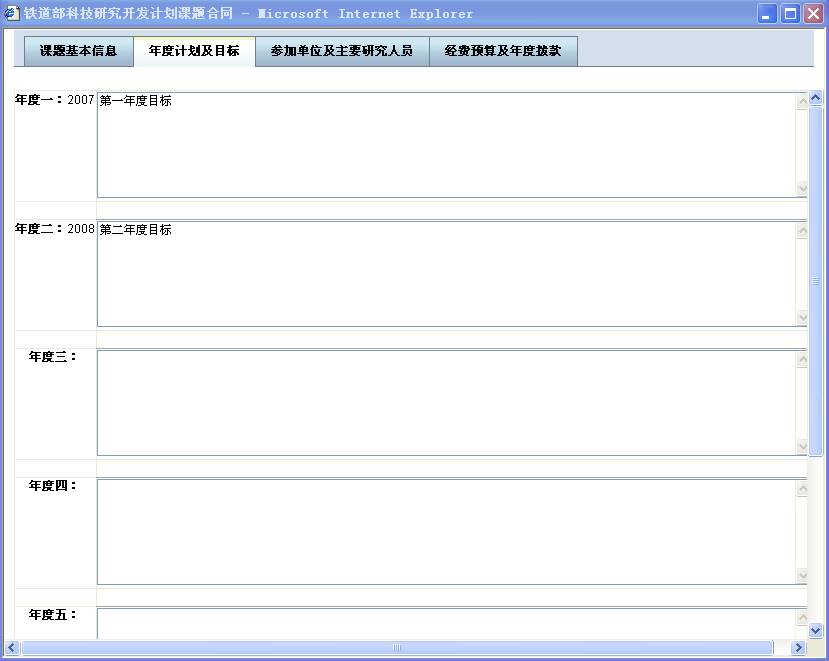 铁道部科技研究开发计划课题合同 - Microsoft Internet Explorer
课题基本信息 年度计划及目标 参加单位及主要研究人员 经费预算及年度拨款
年度一：2007 第一年度目标
年度二：2008 第二年度目标
年度三：
年度四：
年度五：